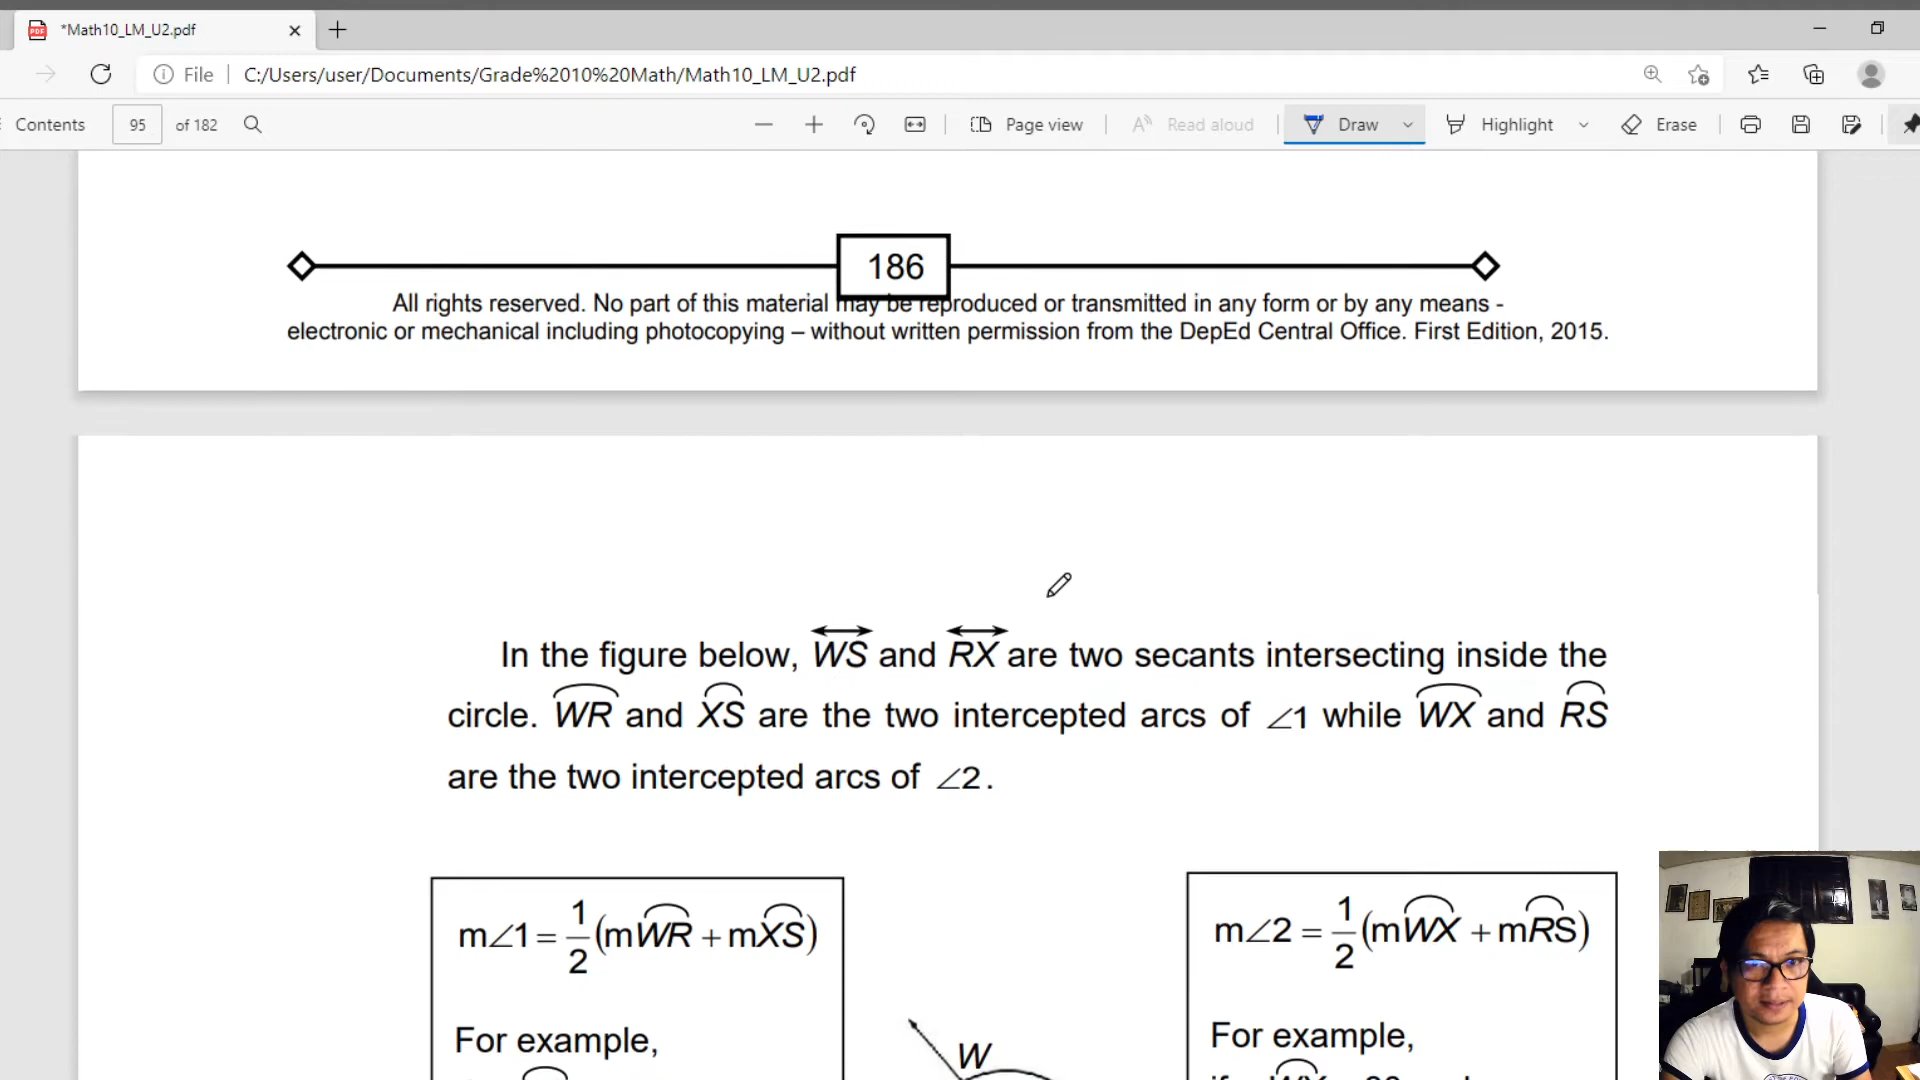 *Math10_LM_U2.pdf
File C:/Users/user/Documents/Grade%2010%20Math/Math10_LM_U2.pdf
Contents 95 of 182 Page view Read aloud Draw Highlight Erase
186
All rights reserved. No part of this material may be reproduced or transmitted in any form or by any means -
electronic or mechanical including photocopying – without written permission from the DepEd Central Office. First Edition, 2015.
In the figure below, WS and RX are two secants intersecting inside the
circle. WR and XS are the two intercepted arcs of ∠1 while WX and RS
are the two intercepted arcs of ∠2.
m∠1 = 1/2 (mWR + mXS)
For example,
W
m∠2 = 1/2 (mWX + mRS)
For example,